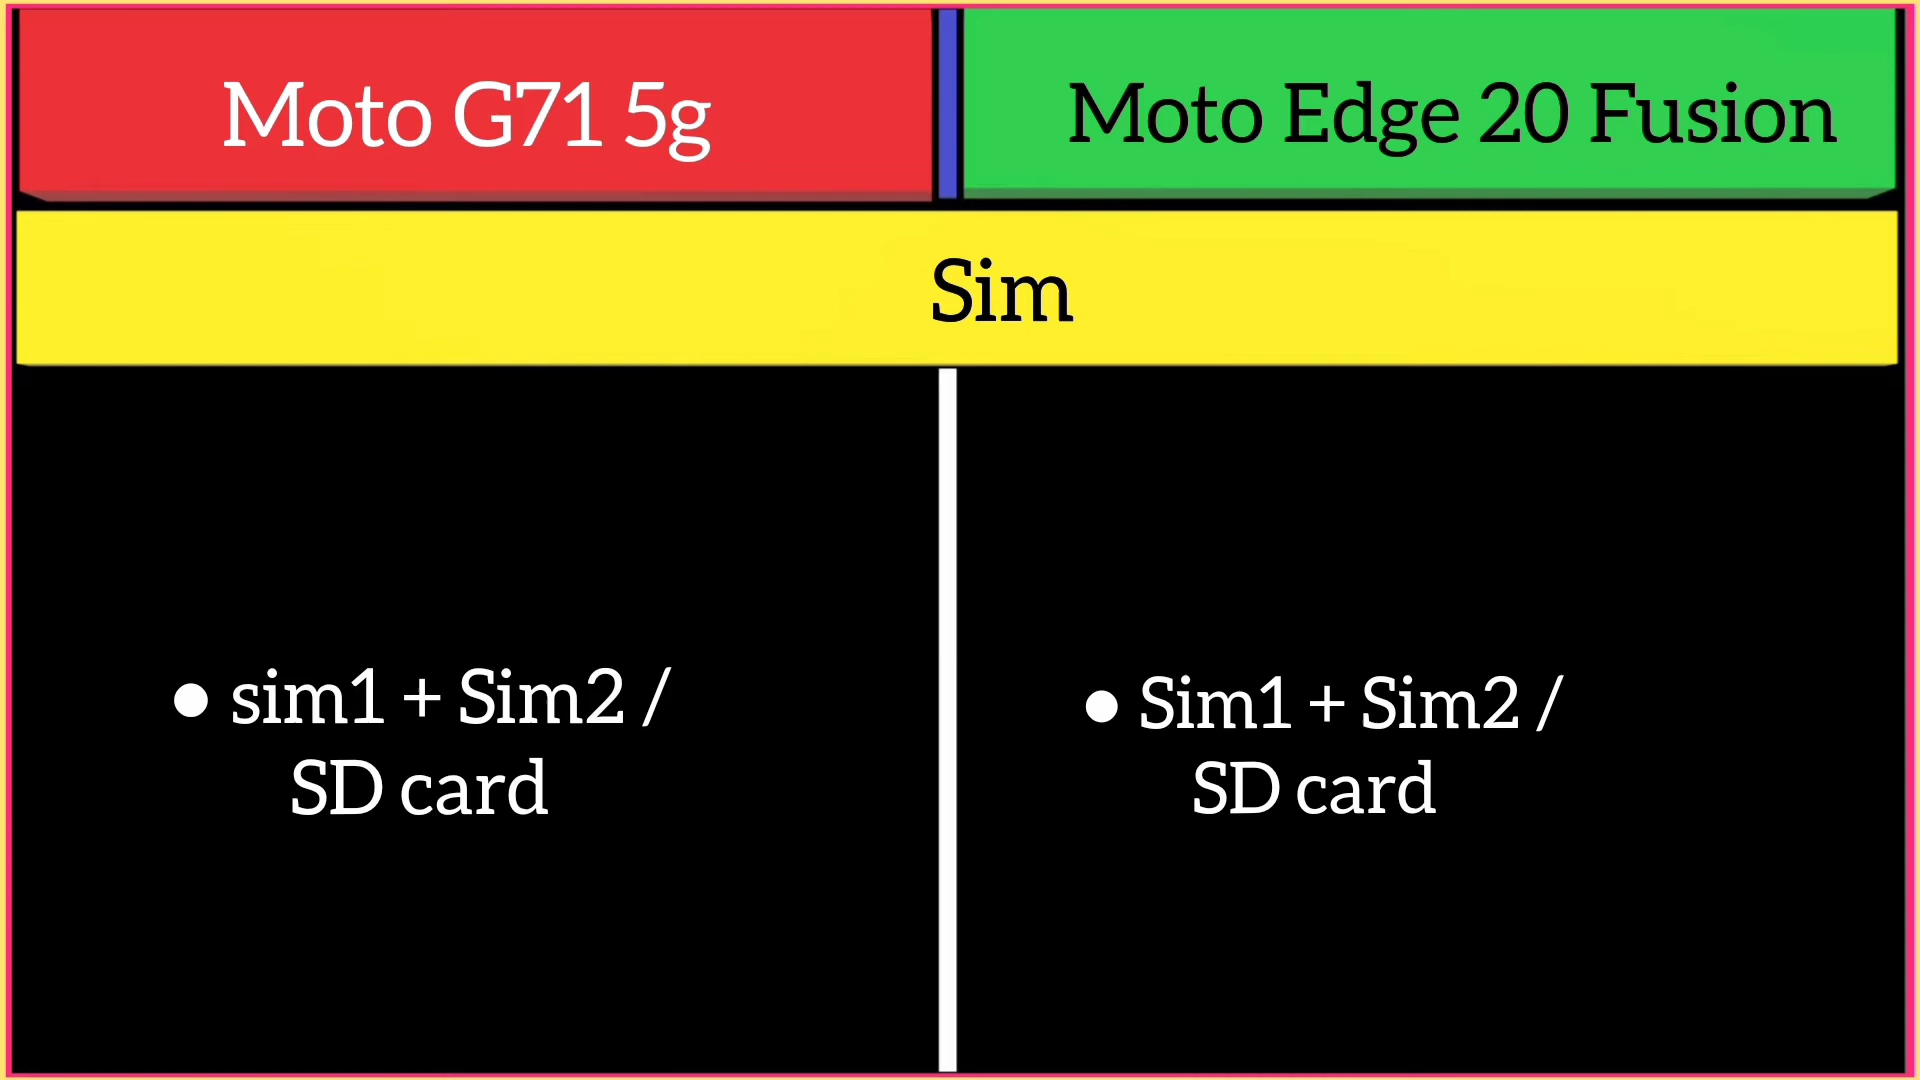 Moto G71 5g
Moto Edge 20 Fusion
Sim
● sim1 + Sim2 /
SD card
● Sim1 + Sim2 /
SD card